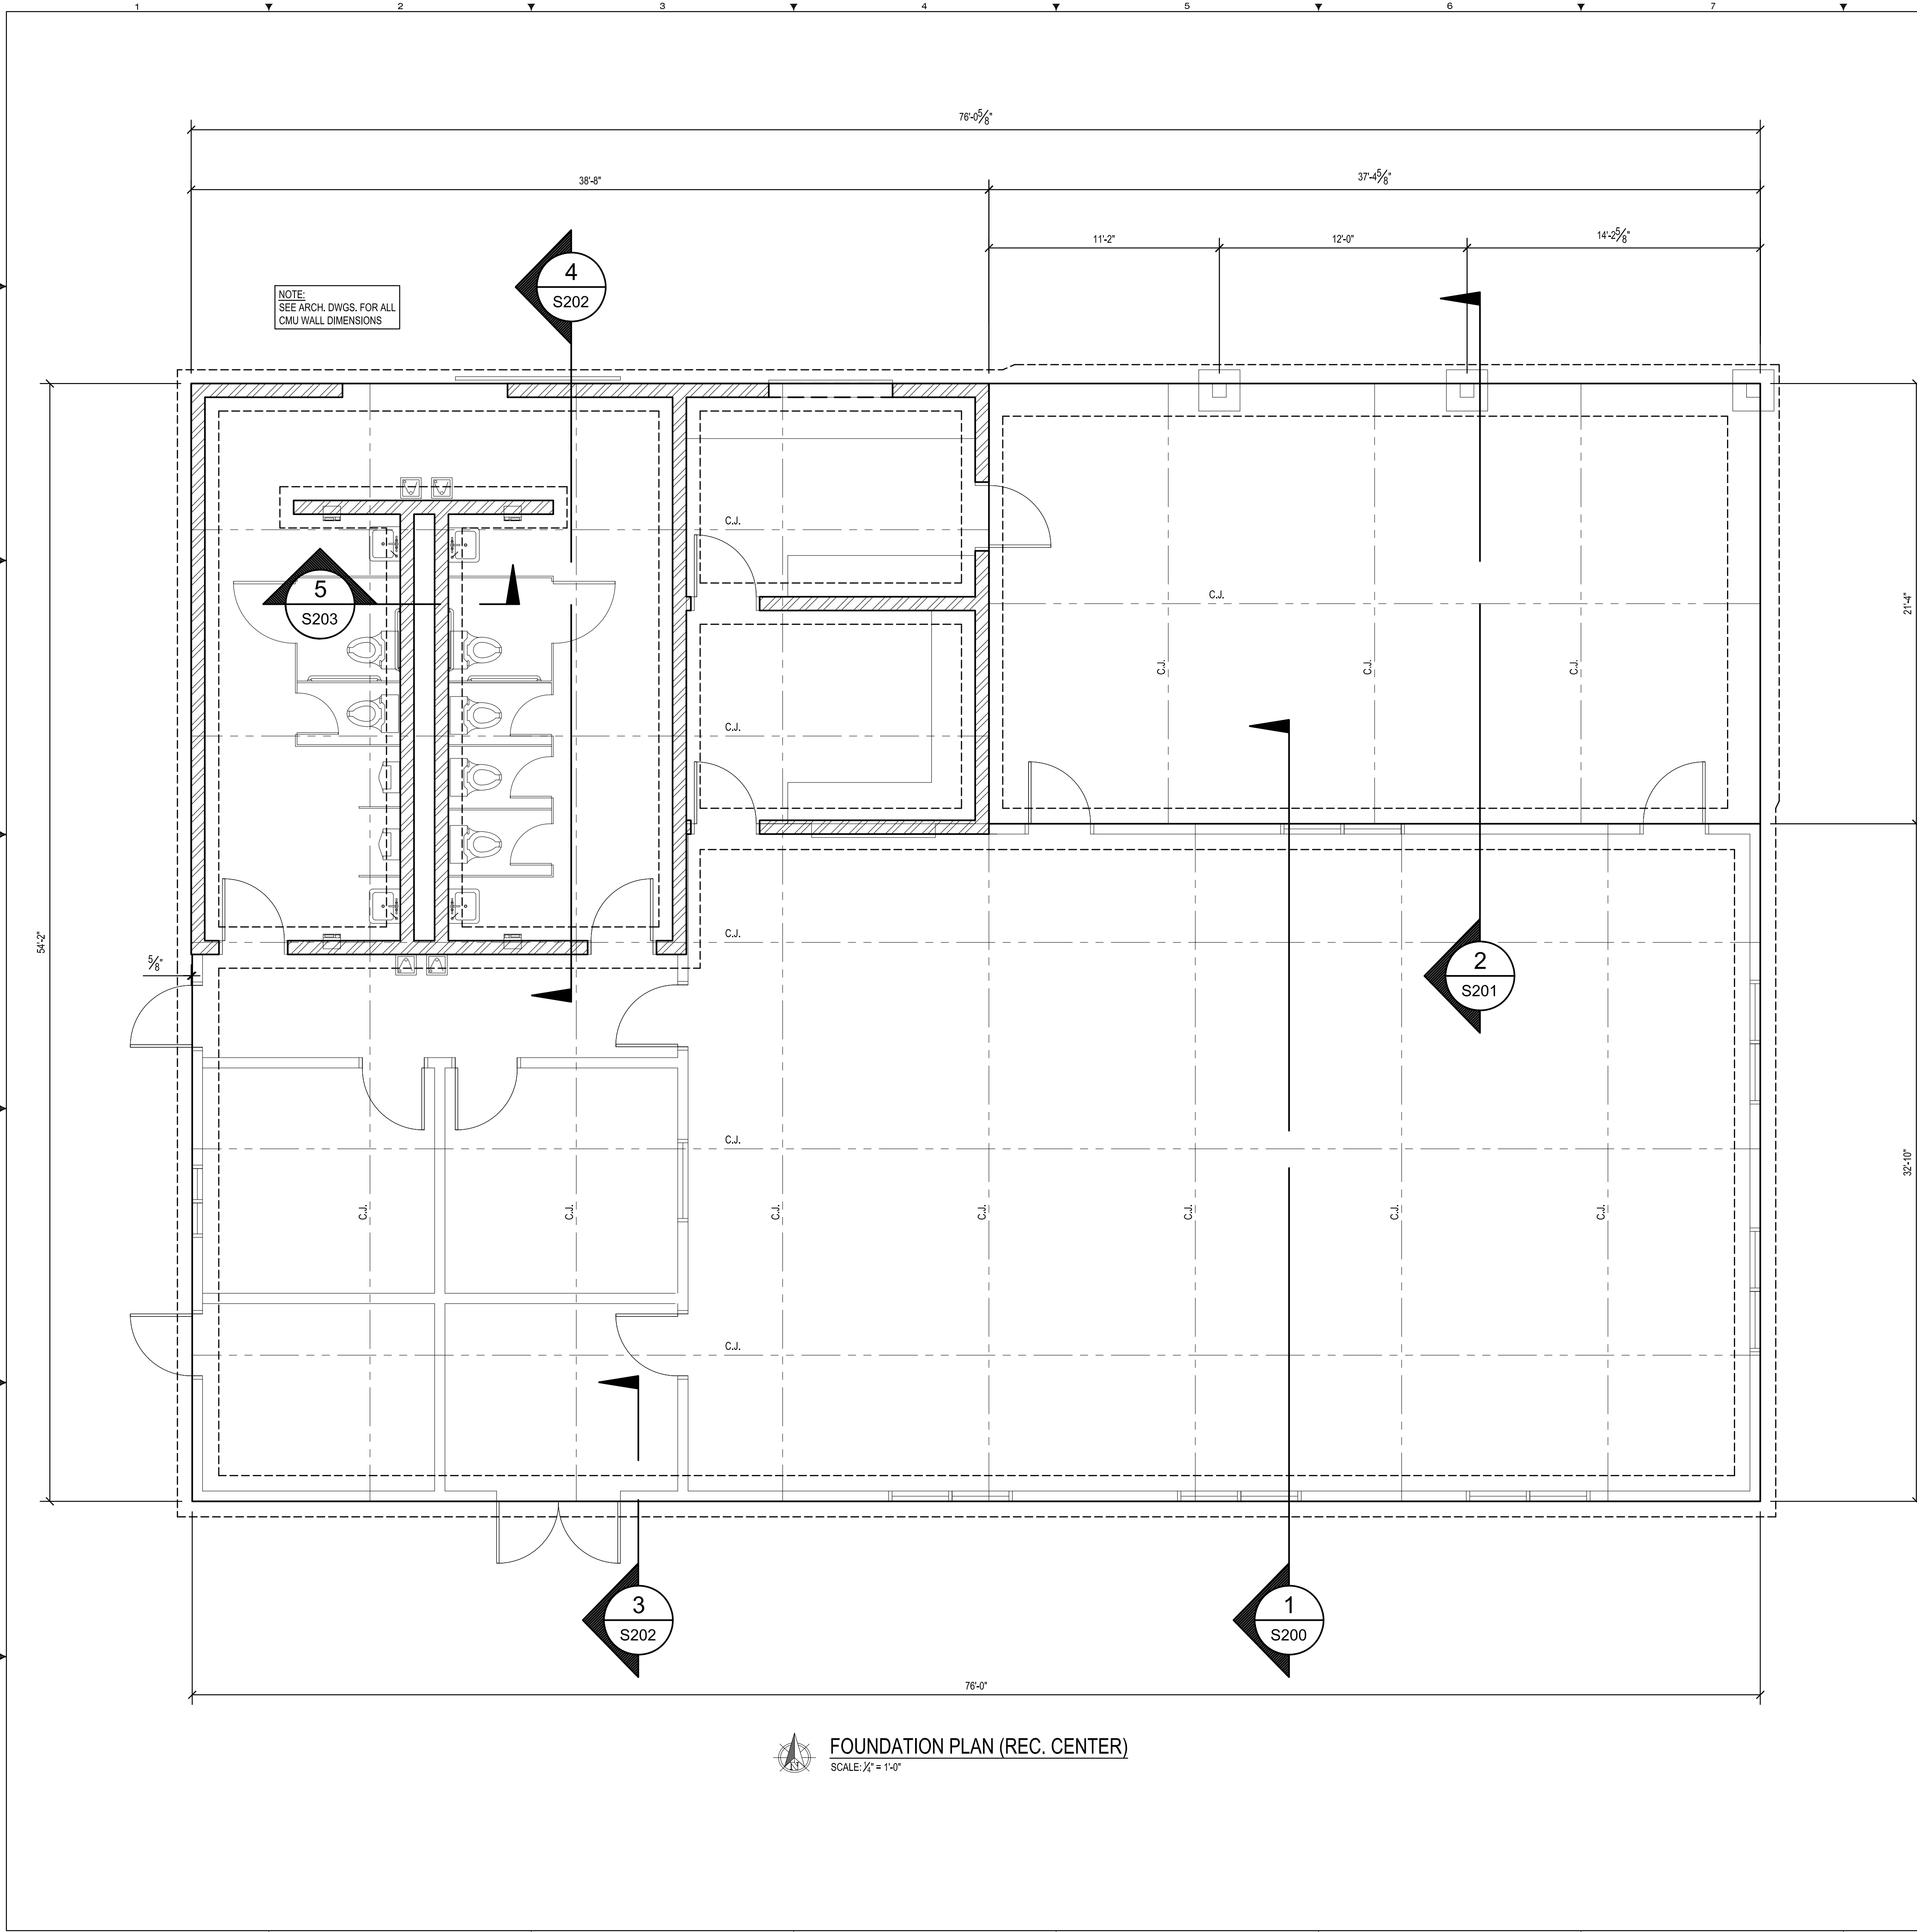 1 2 3 4 5 6 7
76'-0 5/8"
38'-8"
37'-4 5/8"
11'-2"
12'-0"
14'-2 5/8"
4
S202
NOTE:
SEE ARCH. DWGS. FOR ALL
CMU WALL DIMENSIONS
C.J.
5
S203
C.J.
21'-4"
C.J.
C.J.
C.J.
C.J.
C.J.
54'-2"
5/8"
2
S201
C.J.
32'-10"
C.J.
C.J.
C.J.
C.J.
C.J.
C.J.
C.J.
C.J.
3
S202
1
S200
76'-0"
N
FOUNDATION PLAN (REC. CENTER)
SCALE: 1/4" = 1'-0"